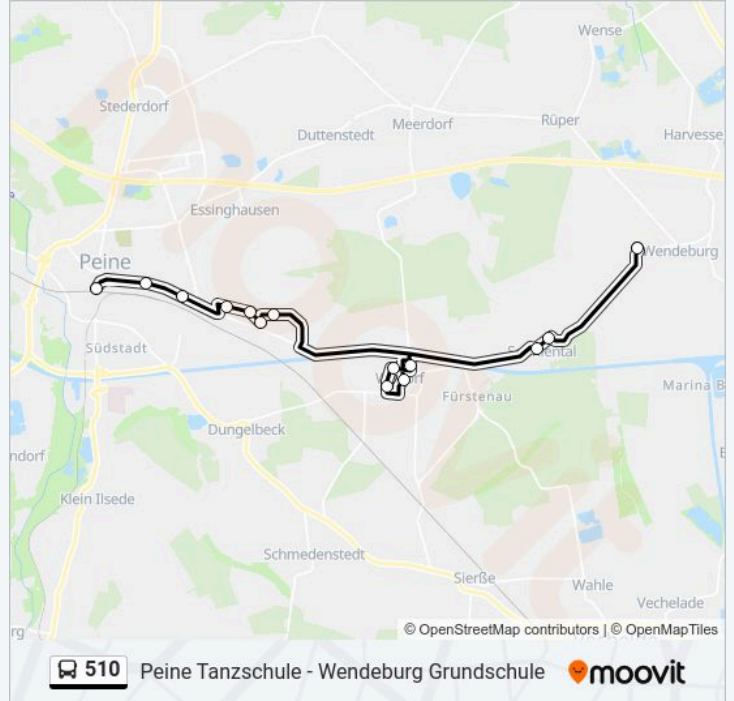 Wense
Stederdorf
Meerdorf
Rüper
Duttenstedt
Harvesse
Essinghausen
Peine
Wendeburg
Südstadt
Marina B
Fürstenau
Dungelbeck
ndorf
Klein Ilsede
Schmedenstedt
Sierße
Wahle
Vechelade
rg
© OpenStreetMap contributors | © OpenMapTiles
510 Peine Tanzschule - Wendeburg Grundschule moovit